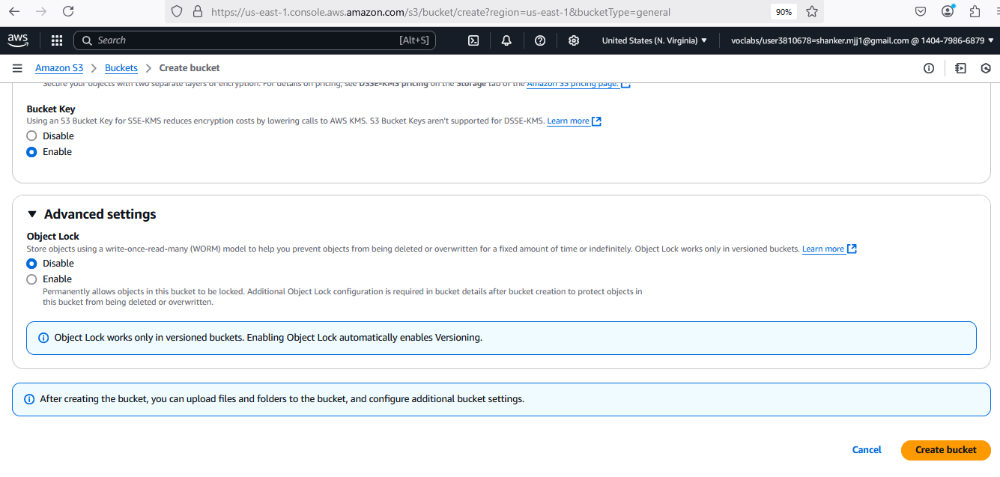 https://us-east-1.console.aws.amazon.com/s3/bucket/create?region=us-east-1&bucketType=general
90%
aws
Search
[Alt+S]
United States (N. Virginia)
voclabs/user3810678=shanker.mjj1@gmail.com @ 1404-7986-6879
Amazon S3
Buckets
Create bucket
Secure your objects with two separate layers of encryption. For details on pricing, see DSSE-KMS pricing on the Storage tab of the Amazon S3 pricing page.
Bucket Key
Using an S3 Bucket Key for SSE-KMS reduces encryption costs by lowering calls to AWS KMS. S3 Bucket Keys aren't supported for DSSE-KMS. Learn more
Disable
Enable
Advanced settings
Object Lock
Store objects using a write-once-read-many (WORM) model to help you prevent objects from being deleted or overwritten for a fixed amount of time or indefinitely. Object Lock works only in versioned buckets. Learn more
Disable
Enable
Permanently allows objects in this bucket to be locked. Additional Object Lock configuration is required in bucket details after bucket creation to protect objects in
this bucket from being deleted or overwritten.
Object Lock works only in versioned buckets. Enabling Object Lock automatically enables Versioning.
After creating the bucket, you can upload files and folders to the bucket, and configure additional bucket settings.
Cancel
Create bucket